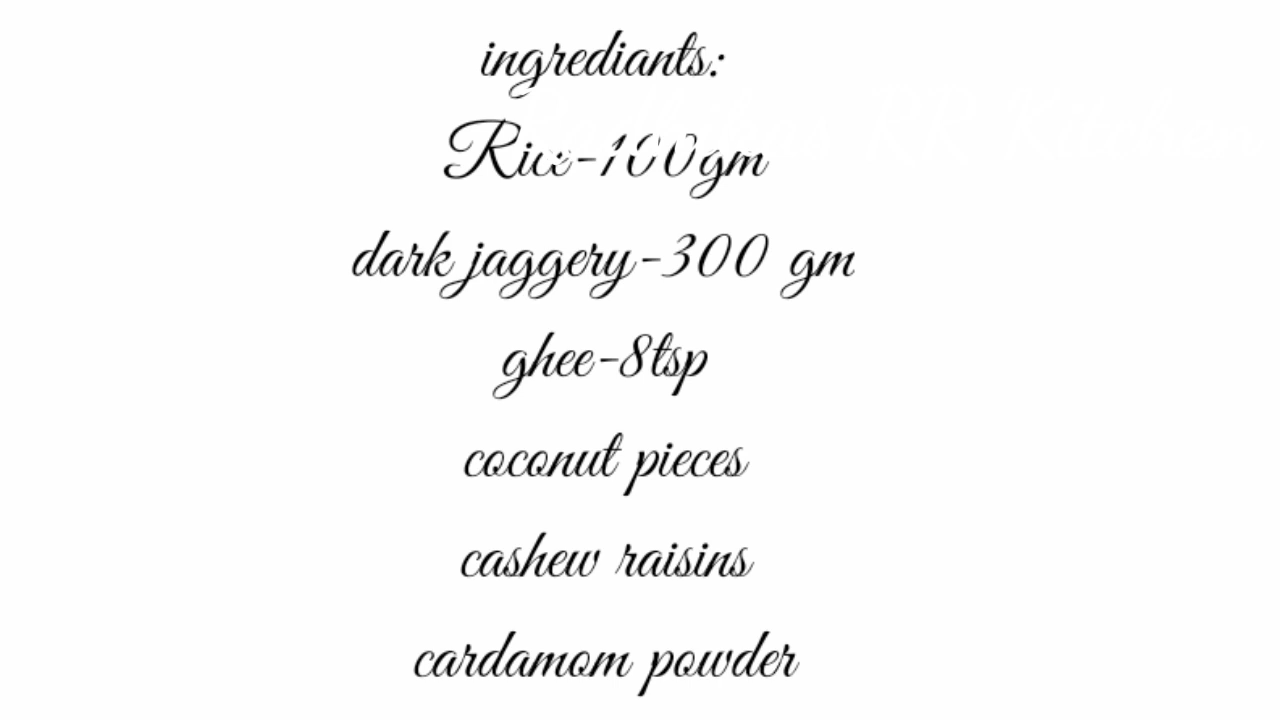 ingrediants:
Rice-100gm
dark jaggery-300 gm
ghee-8tsp
coconut pieces
cashew raisins
cardamom powder